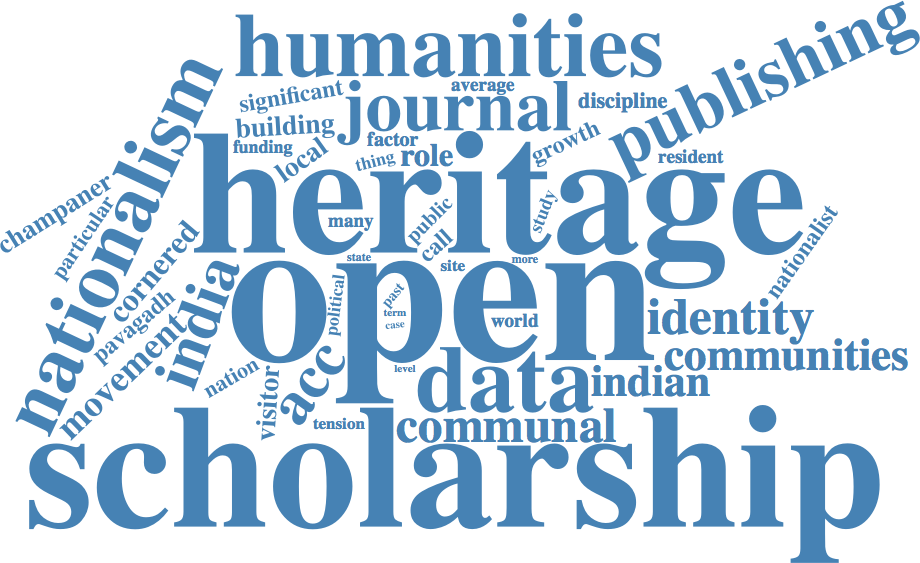 humanities
publishing
significant
average
journal
discipline
building
factor
funding
local
thing
role
growth
resident
nationalism
heritage
champaner
particular
many
public
call
study
nationalist
cornered
state
site
more
india
open
political
past
term
case
world
identity
pavagadh
movement
communities
nation
visitor
acc
level
data
indian
tension
communal
scholarship